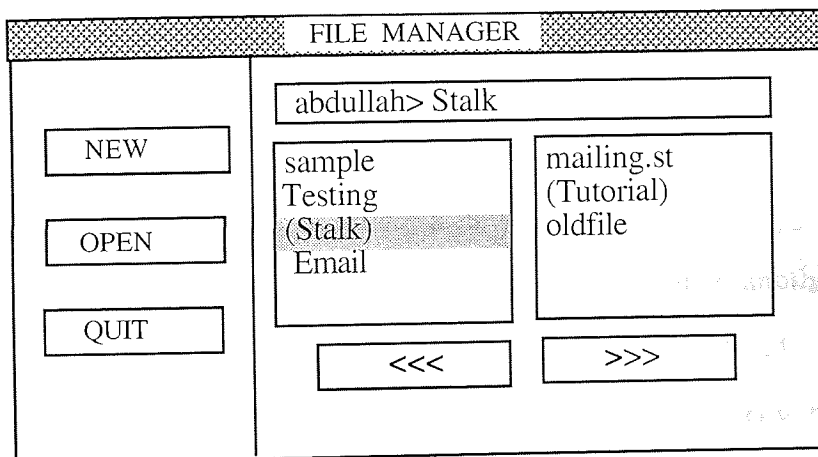 FILE MANAGER
NEW
OPEN
QUIT
abdullah> Stalk
sample
Testing
(Stalk)
Email
mailing.st
(Tutorial)
oldfile
<<<
>>>